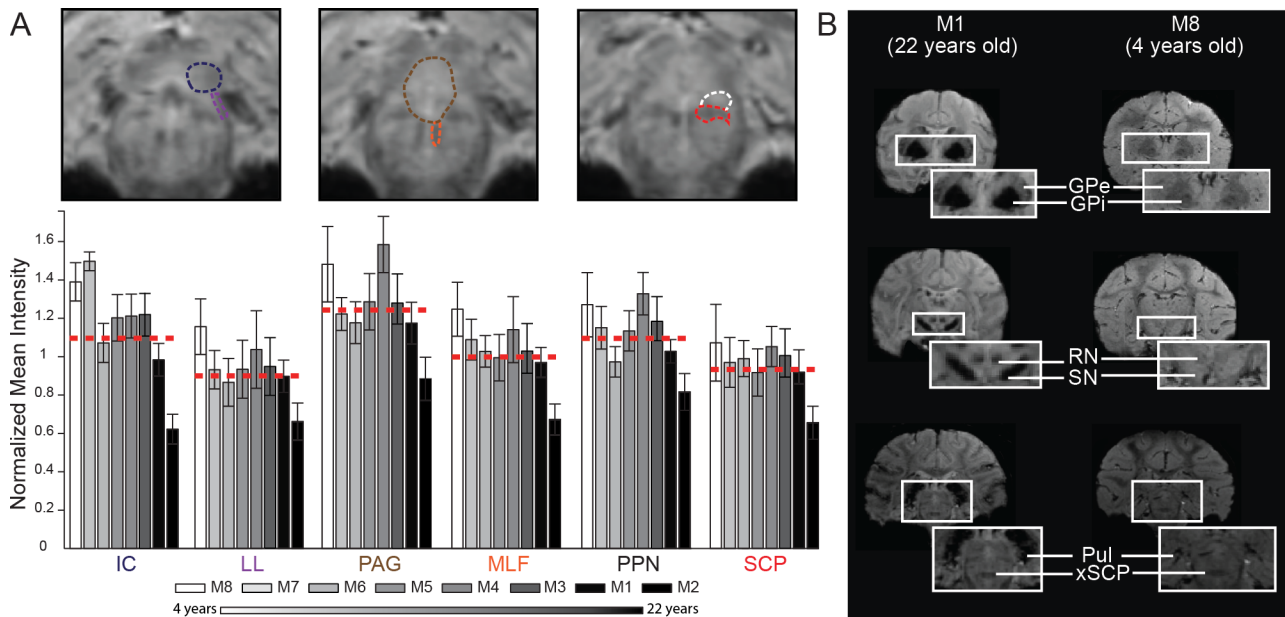 A
Normalized Mean Intensity
1.6
1.4
1.2
1
0.8
0.6
0.4
0.2
0
IC LL PAG MLF PPN SCP
M8 M7 M6 M5 M4 M3 M1 M2
4 years 22 years
B
M1 M8
(22 years old) (4 years old)
GPe
GPi
RN
SN
Pul
xSCP